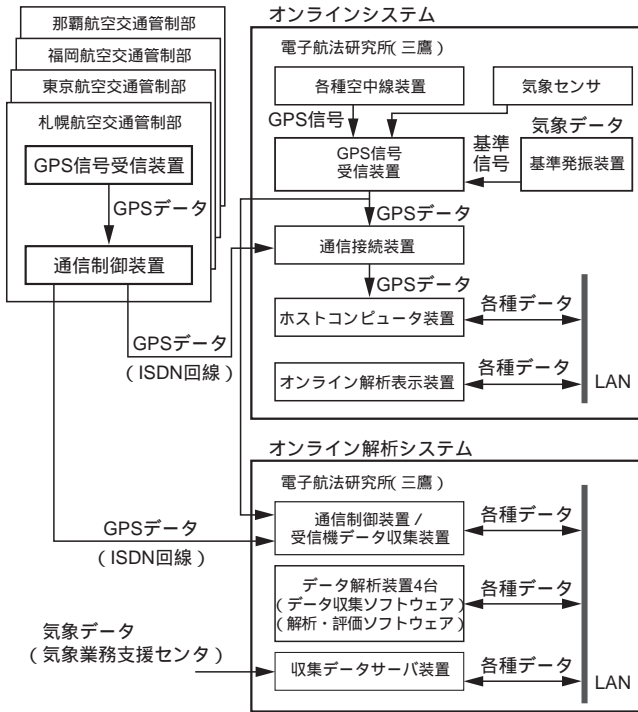 那覇航空交通管制部
福岡航空交通管制部
東京航空交通管制部
札幌航空交通管制部
GPS信号受信装置
GPSデータ
通信制御装置
GPSデータ
（ISDN回線）
オンラインシステム
電子航法研究所（三鷹）
各種空中線装置
気象センサ
GPS信号
気象データ
GPS信号
受信装置
基準
信号
基準発振装置
GPSデータ
通信接続装置
GPSデータ
ホストコンピュータ装置
各種データ
オンライン解析表示装置
各種データ
LAN
オンライン解析システム
電子航法研究所（三鷹）
GPSデータ
（ISDN回線）
通信制御装置 /
受信機データ収集装置
各種データ
データ解析装置4台
（データ収集ソフトウェア）
（解析・評価ソフトウェア）
各種データ
気象データ
（気象業務支援センタ）
収集データサーバ装置
各種データ
LAN